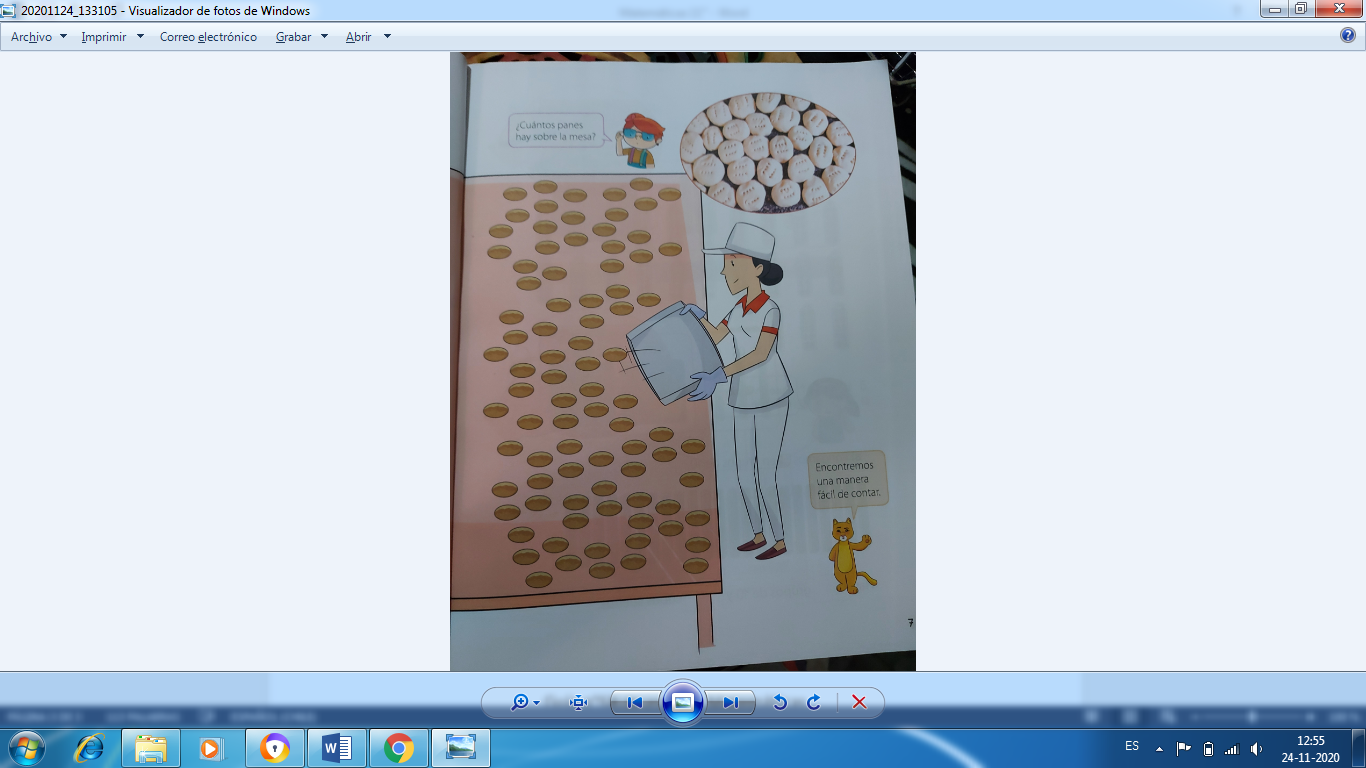 20201124_133105 - Visualizador de fotos de Windows
Archivo Imprimir Correo electrónico Grabar Abrir
¿Cuántos panes
hay sobre la mesa?
Encontremos
una manera
fácil de contar.
7
ES
12:55
24-11-2020